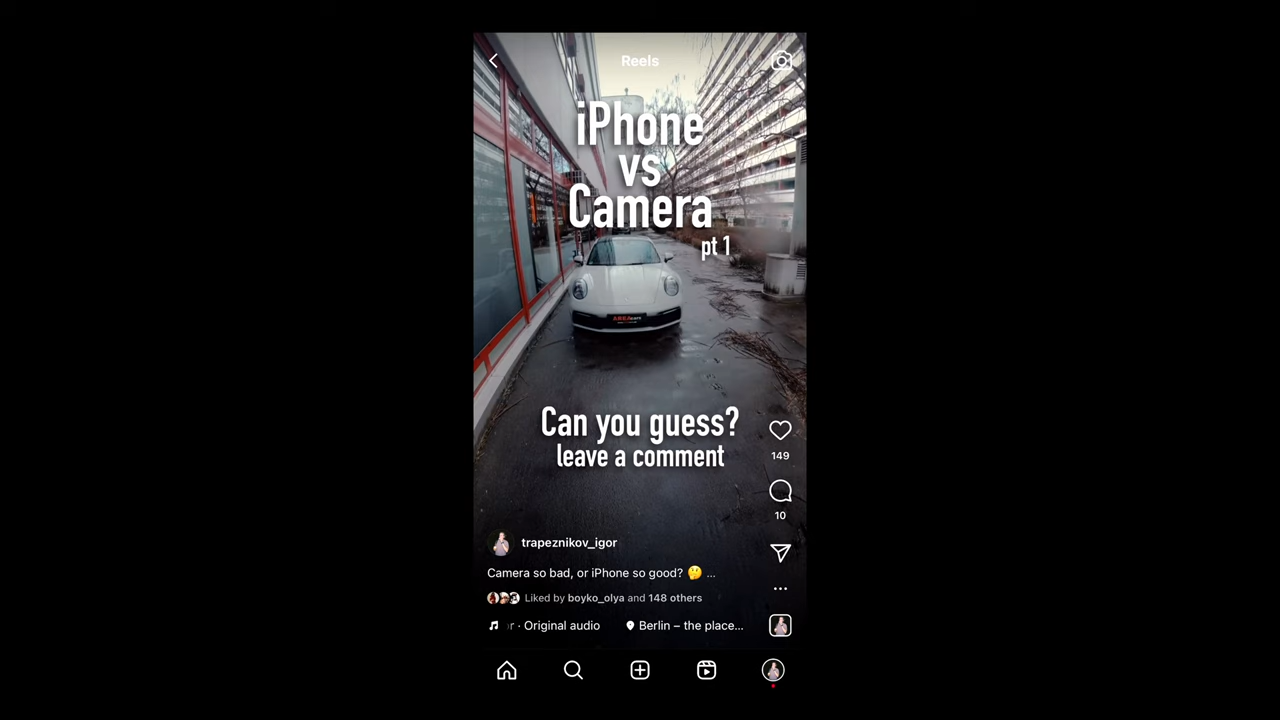 Reels
iPhone
vs
Camera
pt 1
Can you guess?
leave a comment
149
10
trapeznikov_igor
Camera so bad, or iPhone so good? 🤔 ...
Liked by boyko_olya and 148 others
r · Original audio
Berlin – the place...